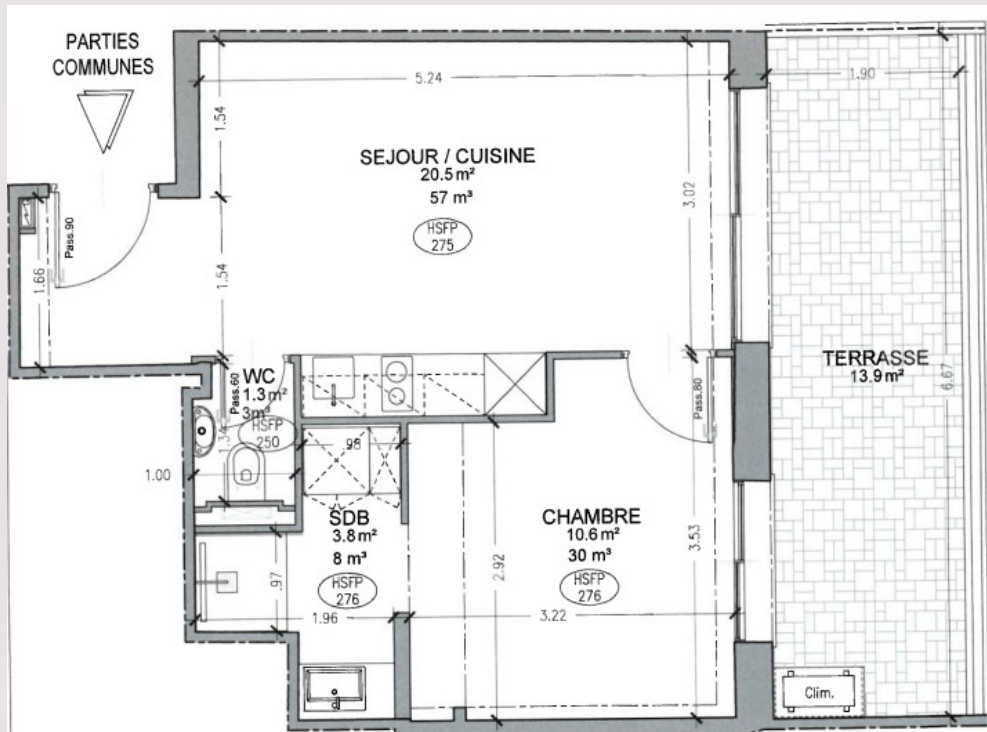 PARTIES
COMMUNES
5.24
1.90
1.54
SEJOUR / CUISINE
20.5 m²
57 m³
HSFP
275
3.02
Pass.90
1.66
1.54
TERRASSE
13.9 m²
6.67
WC
1.3 m²
3m³
HSFP
250
Pass.60
1.34
1.00
.98
Pass.80
SDB
3.8 m²
8 m³
HSFP
276
.97
1.96
CHAMBRE
10.6 m²
30 m³
HSFP
276
2.92
3.53
3.22
Clim.